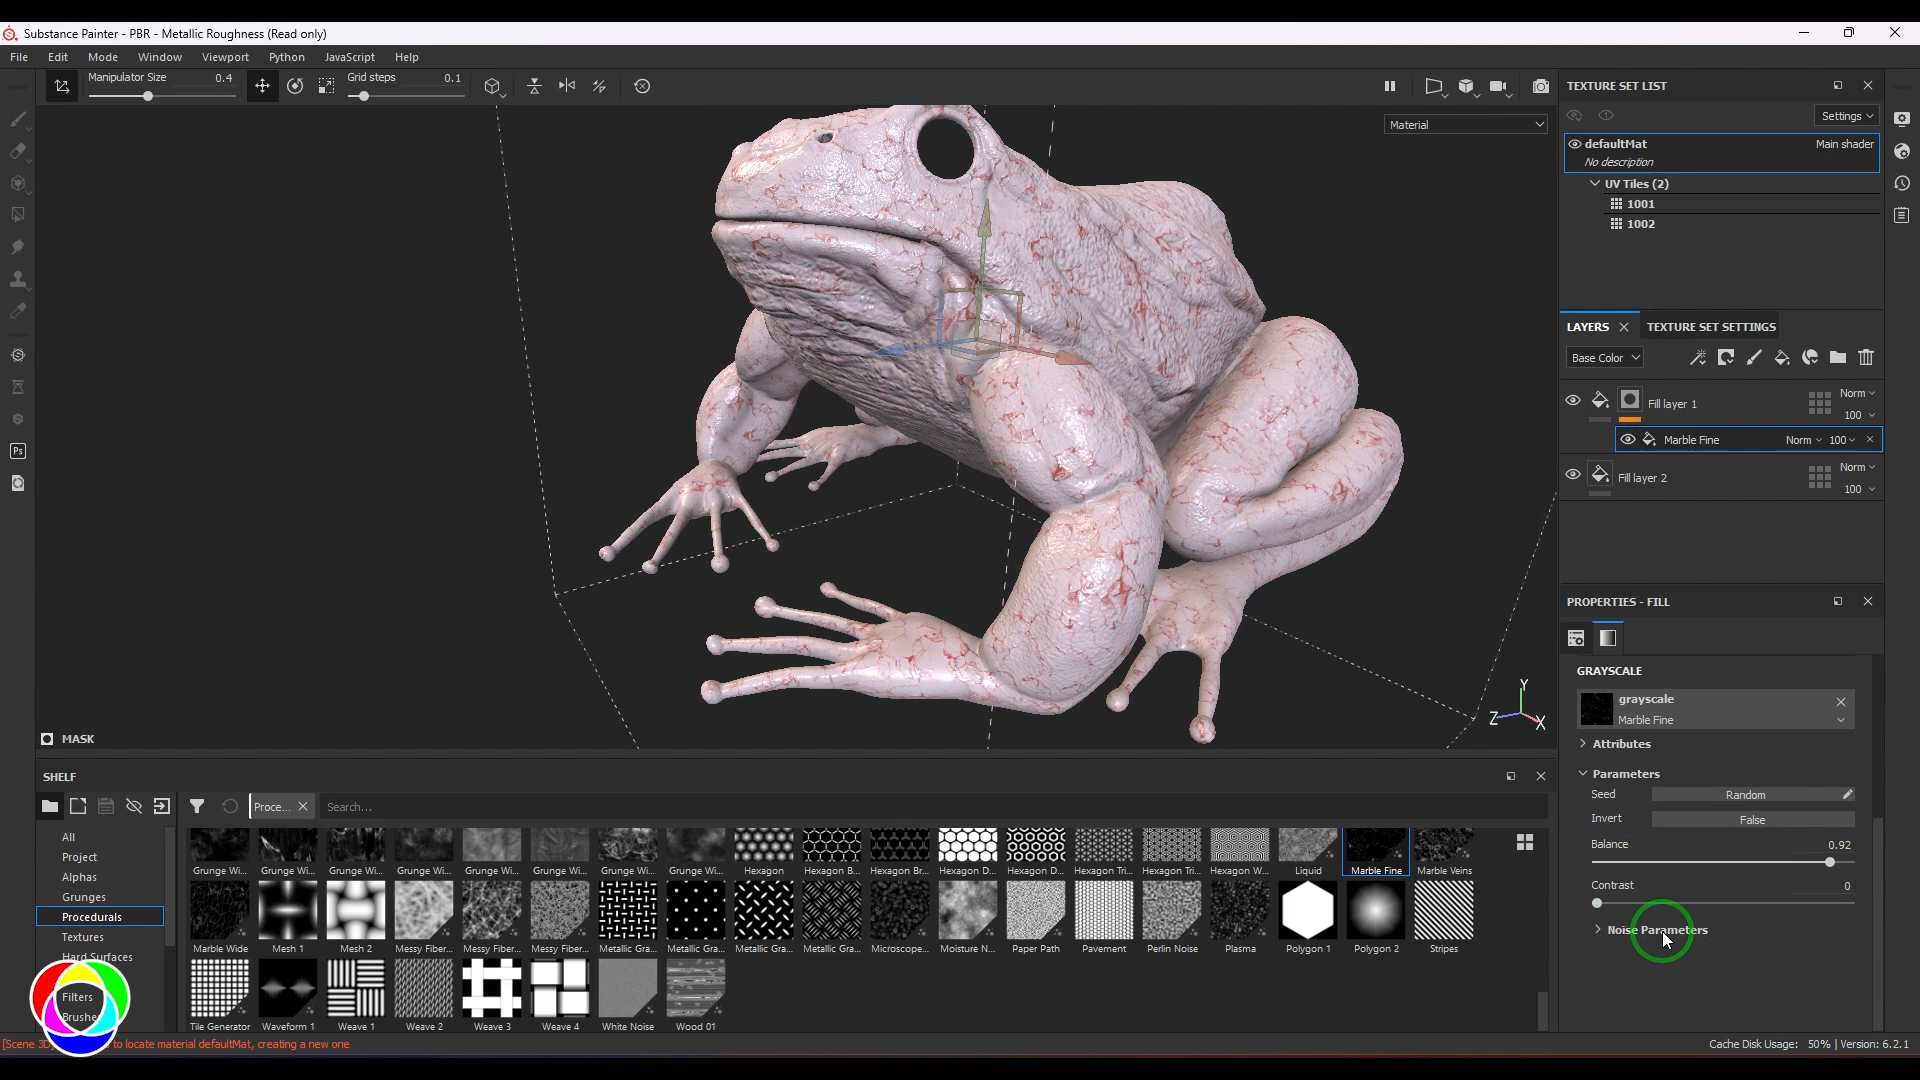 Substance Painter - PBR - Metallic Roughness (Read only)
File Edit Mode Window Viewport Python JavaScript Help
Manipulator Size 0.4
Grid steps 0.1
Material
TEXTURE SET LIST
Settings
defaultMat Main shader
No description
UV Tiles (2)
1001
1002
LAYERS TEXTURE SET SETTINGS
Base Color
Fill layer 1 Norm 100
Marble Fine Norm 100
Fill layer 2 Norm 100
PROPERTIES - FILL
GRAYSCALE
grayscale
Marble Fine
Attributes
Parameters
Seed Random
Invert False
Balance 0.92
Contrast 0
Noise Parameters
Y
Z X
MASK
SHELF
Proce... Search...
All
Project
Alphas
Grunges
Procedurals
Textures
Hard Surfaces
Filters
Brushe
Ps
Grunge Wi... Grunge Wi... Grunge Wi... Grunge Wi... Grunge Wi... Grunge Wi... Grunge Wi... Grunge Wi... Hexagon Hexagon B... Hexagon Br... Hexagon D... Hexagon D... Hexagon Tri... Hexagon Tri... Hexagon W... Liquid Marble Fine Marble Veins
Marble Wide Mesh 1 Mesh 2 Messy Fiber... Messy Fiber... Messy Fiber... Metallic Gra... Metallic Gra... Metallic Gra... Metallic Gra... Microscope... Moisture N... Paper Path Pavement Perlin Noise Plasma Polygon 1 Polygon 2 Stripes
Tile Generator Waveform 1 Weave 1 Weave 2 Weave 3 Weave 4 White Noise Wood 01
[Scene 3D] to locate material defaultMat, creating a new one
Cache Disk Usage: 50% | Version: 6.2.1